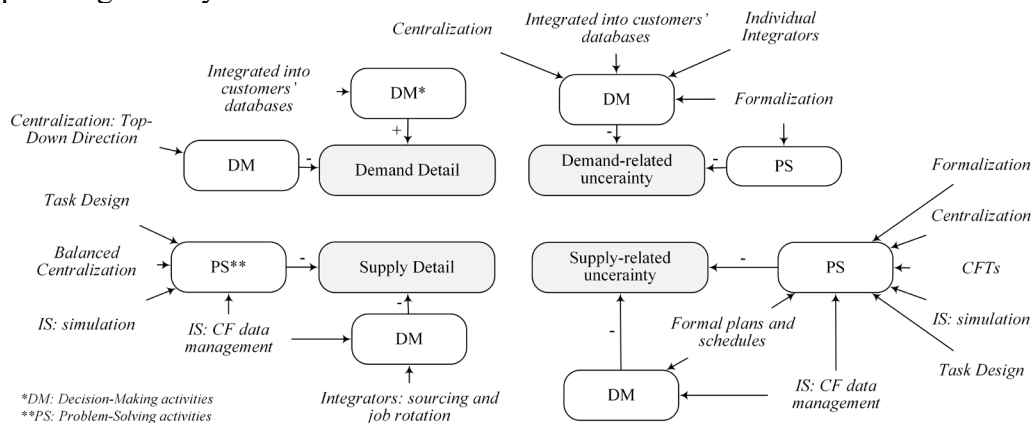 Centralization
Integrated into customers'
databases
Individual
Integrators
Integrated into
customers'
databases
DM*
DM
Formalization
Centralization: Top-
Down Direction
+
-
-
-
DM
Demand Detail
Demand-related
uncerainty
PS
Formalization
Task Design
Centralization
Balanced
Centralization
PS**
-
Supply Detail
Supply-related
uncerainty
-
PS
CFTs
-
IS: simulation
IS: CF data
management
DM
-
Formal plans and
schedules
IS: simulation
Task Design
DM
IS: CF data
management
Integrators: sourcing and
job rotation
*DM: Decision-Making activities
**PS: Problem-Solving activities